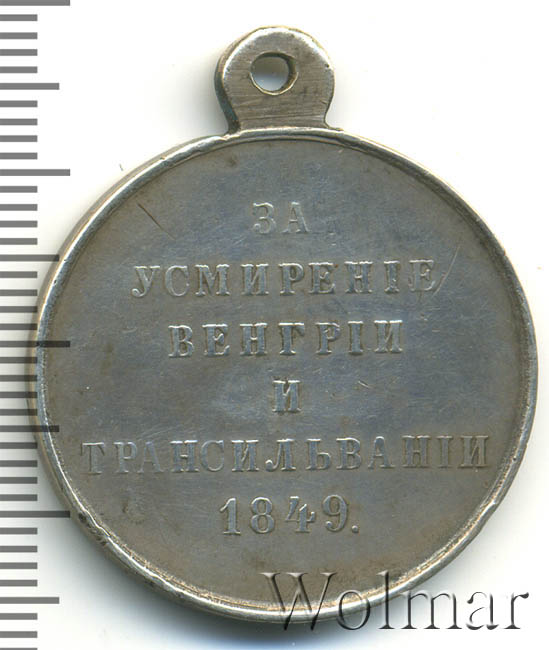 ЗА
УСМИРЕНІЕ
ВЕНГРІИ
И
ТРАНСИЛЬВАНІИ
1849.
Wolmar